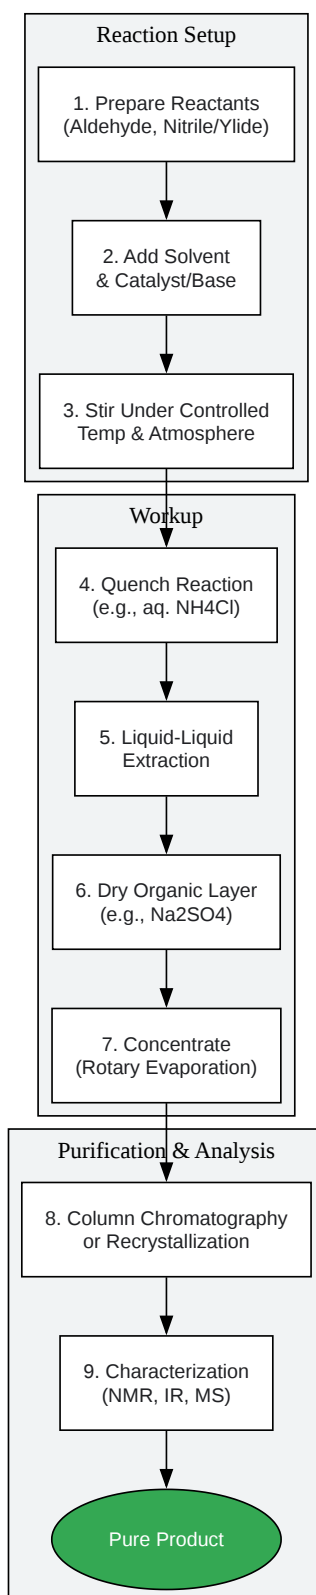 Reaction Setup
1. Prepare Reactants
(Aldehyde, Nitrile/Ylide)
2. Add Solvent
& Catalyst/Base
3. Stir Under Controlled
Temp & Atmosphere
Workup
4. Quench Reaction
(e.g., aq. NH4Cl)
5. Liquid-Liquid
Extraction
6. Dry Organic Layer
(e.g., Na2SO4)
7. Concentrate
(Rotary Evaporation)
Purification & Analysis
8. Column Chromatography
or Recrystallization
9. Characterization
(NMR, IR, MS)
Pure Product